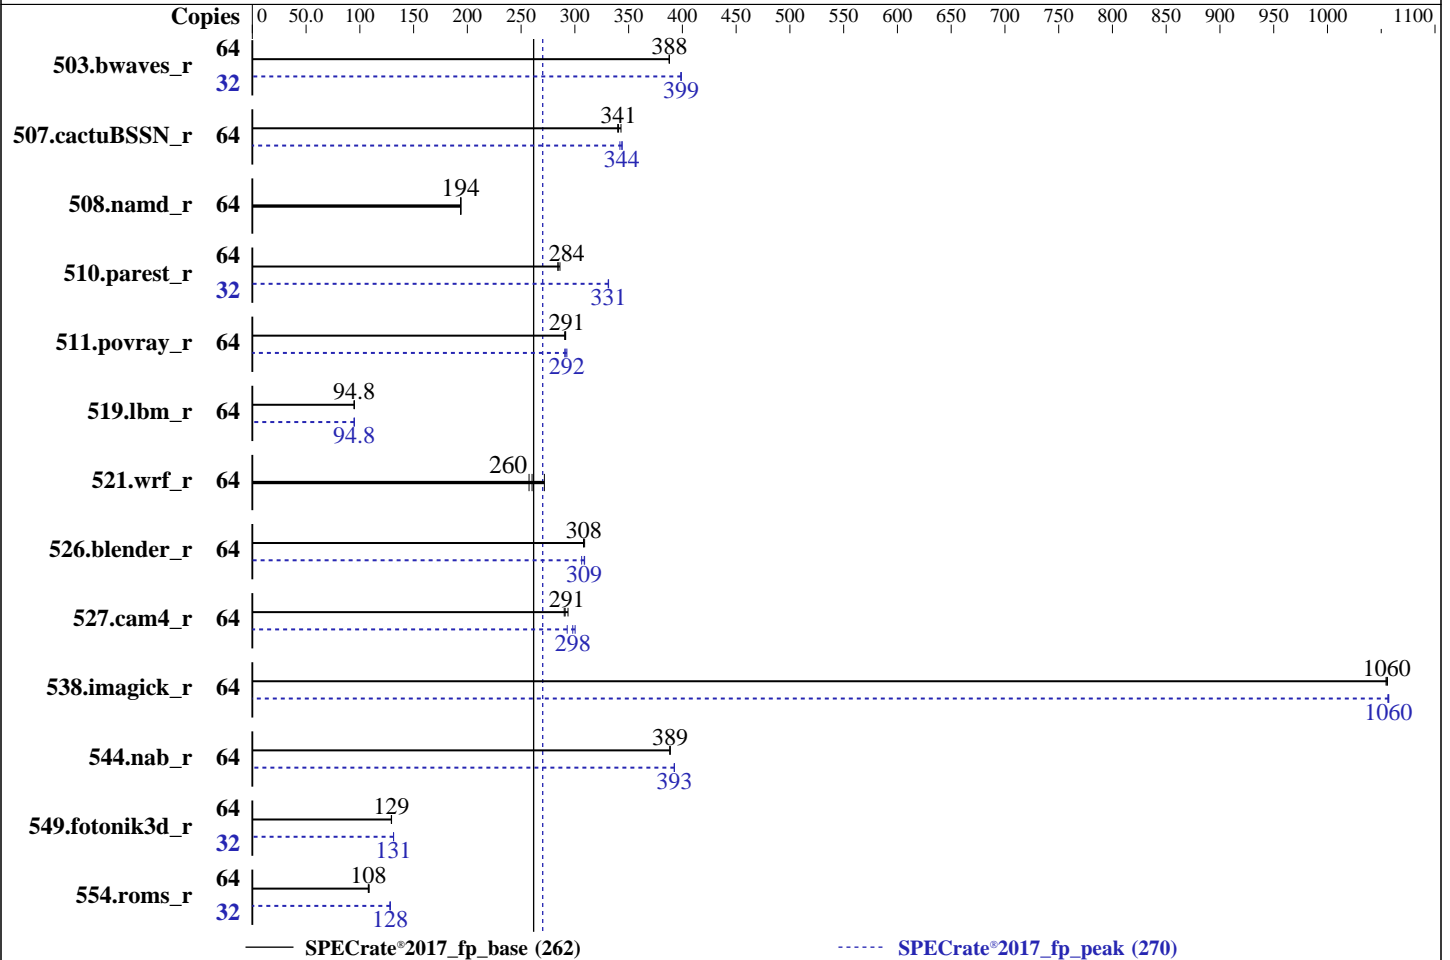 Copies 0 50.0 100 150 200 250 300 350 400 450 500 550 600 650 700 750 800 850 900 950 1000 1100
503.bwaves_r 64 388
32 399
507.cactuBSSN_r 64 341
344
508.namd_r 64 194
510.parest_r 64 284
32 331
511.povray_r 64 291
292
519.lbm_r 64 94.8
94.8
521.wrf_r 64 260
526.blender_r 64 308
309
527.cam4_r 64 291
298
538.imagick_r 64 1060
1060
544.nab_r 64 389
393
549.fotonik3d_r 64 129
32 131
554.roms_r 64 108
32 128
SPECrate®2017_fp_base (262) SPECrate®2017_fp_peak (270)